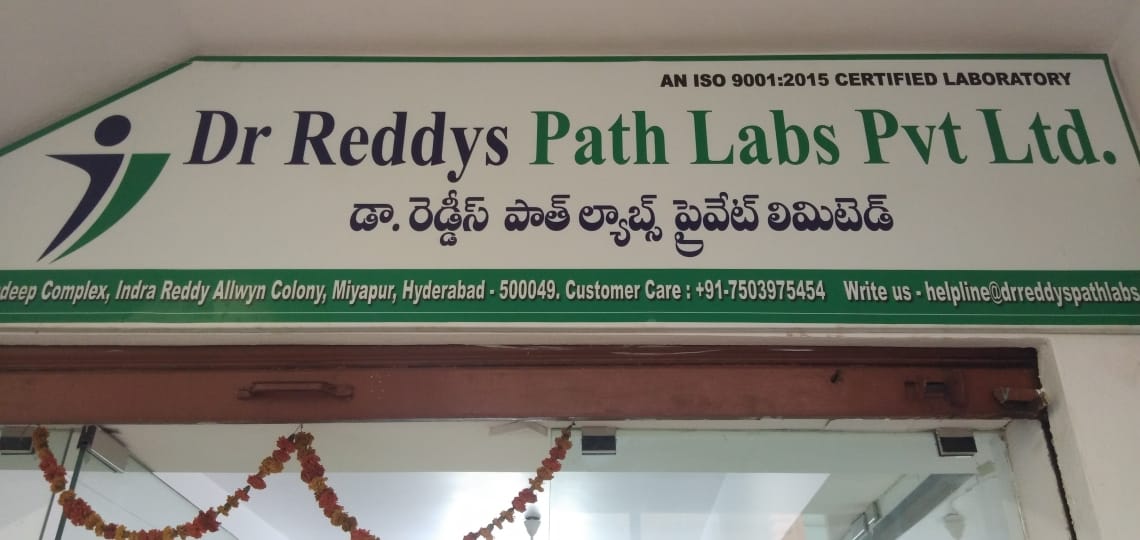 AN ISO 9001:2015 CERTIFIED LABORATORY
Dr Reddys Path Labs Pvt Ltd.
డా. రెడ్డీస్ పాత్ ల్యాబ్స్ ప్రైవేట్ లిమిటెడ్
deep Complex, Indra Reddy Allwyn Colony, Miyapur, Hyderabad - 500049. Customer Care : +91-7503975454 Write us - helpline@drreddyspathlabs